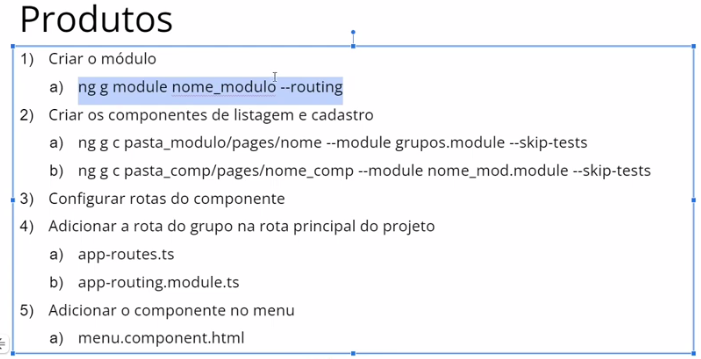 Produtos
1) Criar o módulo
a) ng g module nome_modulo --routing
2) Criar os componentes de listagem e cadastro
a) ng g c pasta_modulo/pages/nome --module grupos.module --skip-tests
b) ng g c pasta_comp/pages/nome_comp --module nome_mod.module --skip-tests
3) Configurar rotas do componente
4) Adicionar a rota do grupo na rota principal do projeto
a) app-routes.ts
b) app-routing.module.ts
5) Adicionar o componente no menu
a) menu.component.html